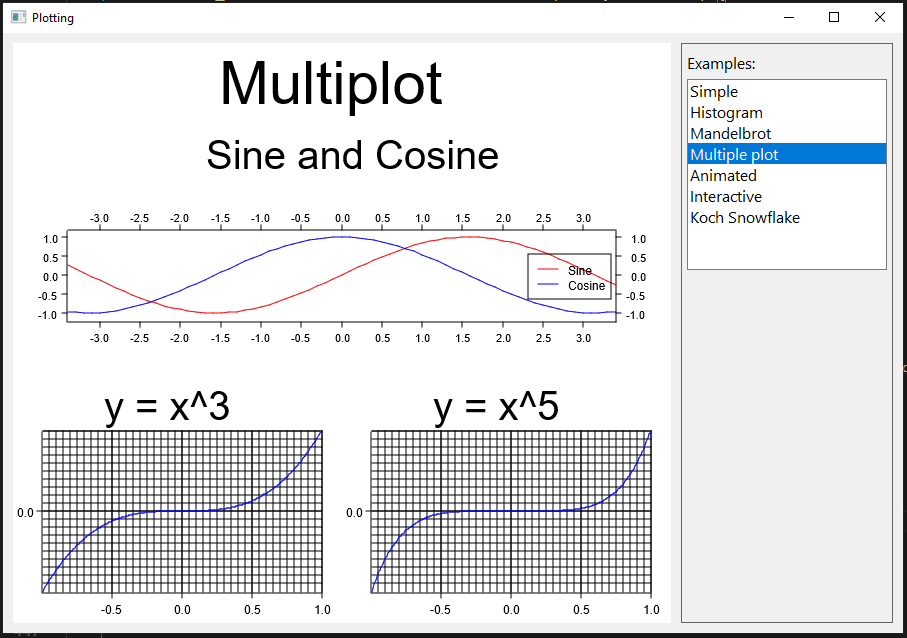 Plotting
Multiplot
Sine and Cosine
-3.0 -2.5 -2.0 -1.5 -1.0 -0.5 0.0 0.5 1.0 1.5 2.0 2.5 3.0
1.0 1.0
0.5 0.5
0.0 0.0
-0.5 -0.5
-1.0 -1.0
Sine
Cosine
-3.0 -2.5 -2.0 -1.5 -1.0 -0.5 0.0 0.5 1.0 1.5 2.0 2.5 3.0
y = x^3
0.0
-0.5 0.0 0.5 1.0
y = x^5
0.0
-0.5 0.0 0.5 1.0
Examples:
Simple
Histogram
Mandelbrot
Multiple plot
Animated
Interactive
Koch Snowflake